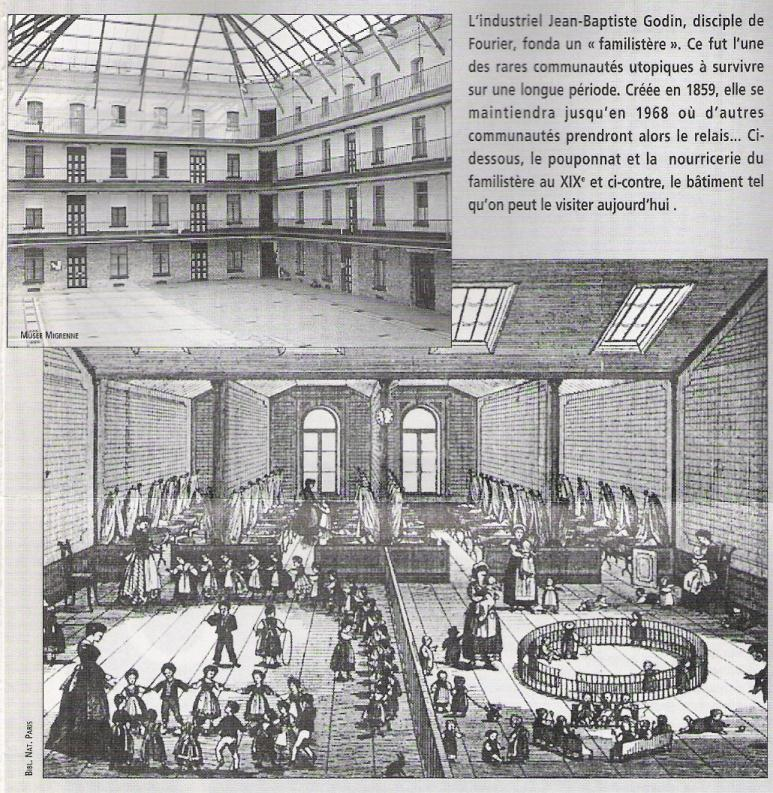 L'industriel Jean-Baptiste Godin, disciple de
Fourier, fonda un « familistère ». Ce fut l'une
des rares communautés utopiques à survivre
sur une longue période. Créée en 1859, elle se
maintiendra jusqu'en 1968 où d'autres
communautés prendront alors le relais... Ci-
dessous, le pouponnat et la nourricerie du
familistère au XIXe et ci-contre, le bâtiment tel
qu'on peut le visiter aujourd'hui .
MUSER MIGRENNE
BIBL. NAT. PARIS